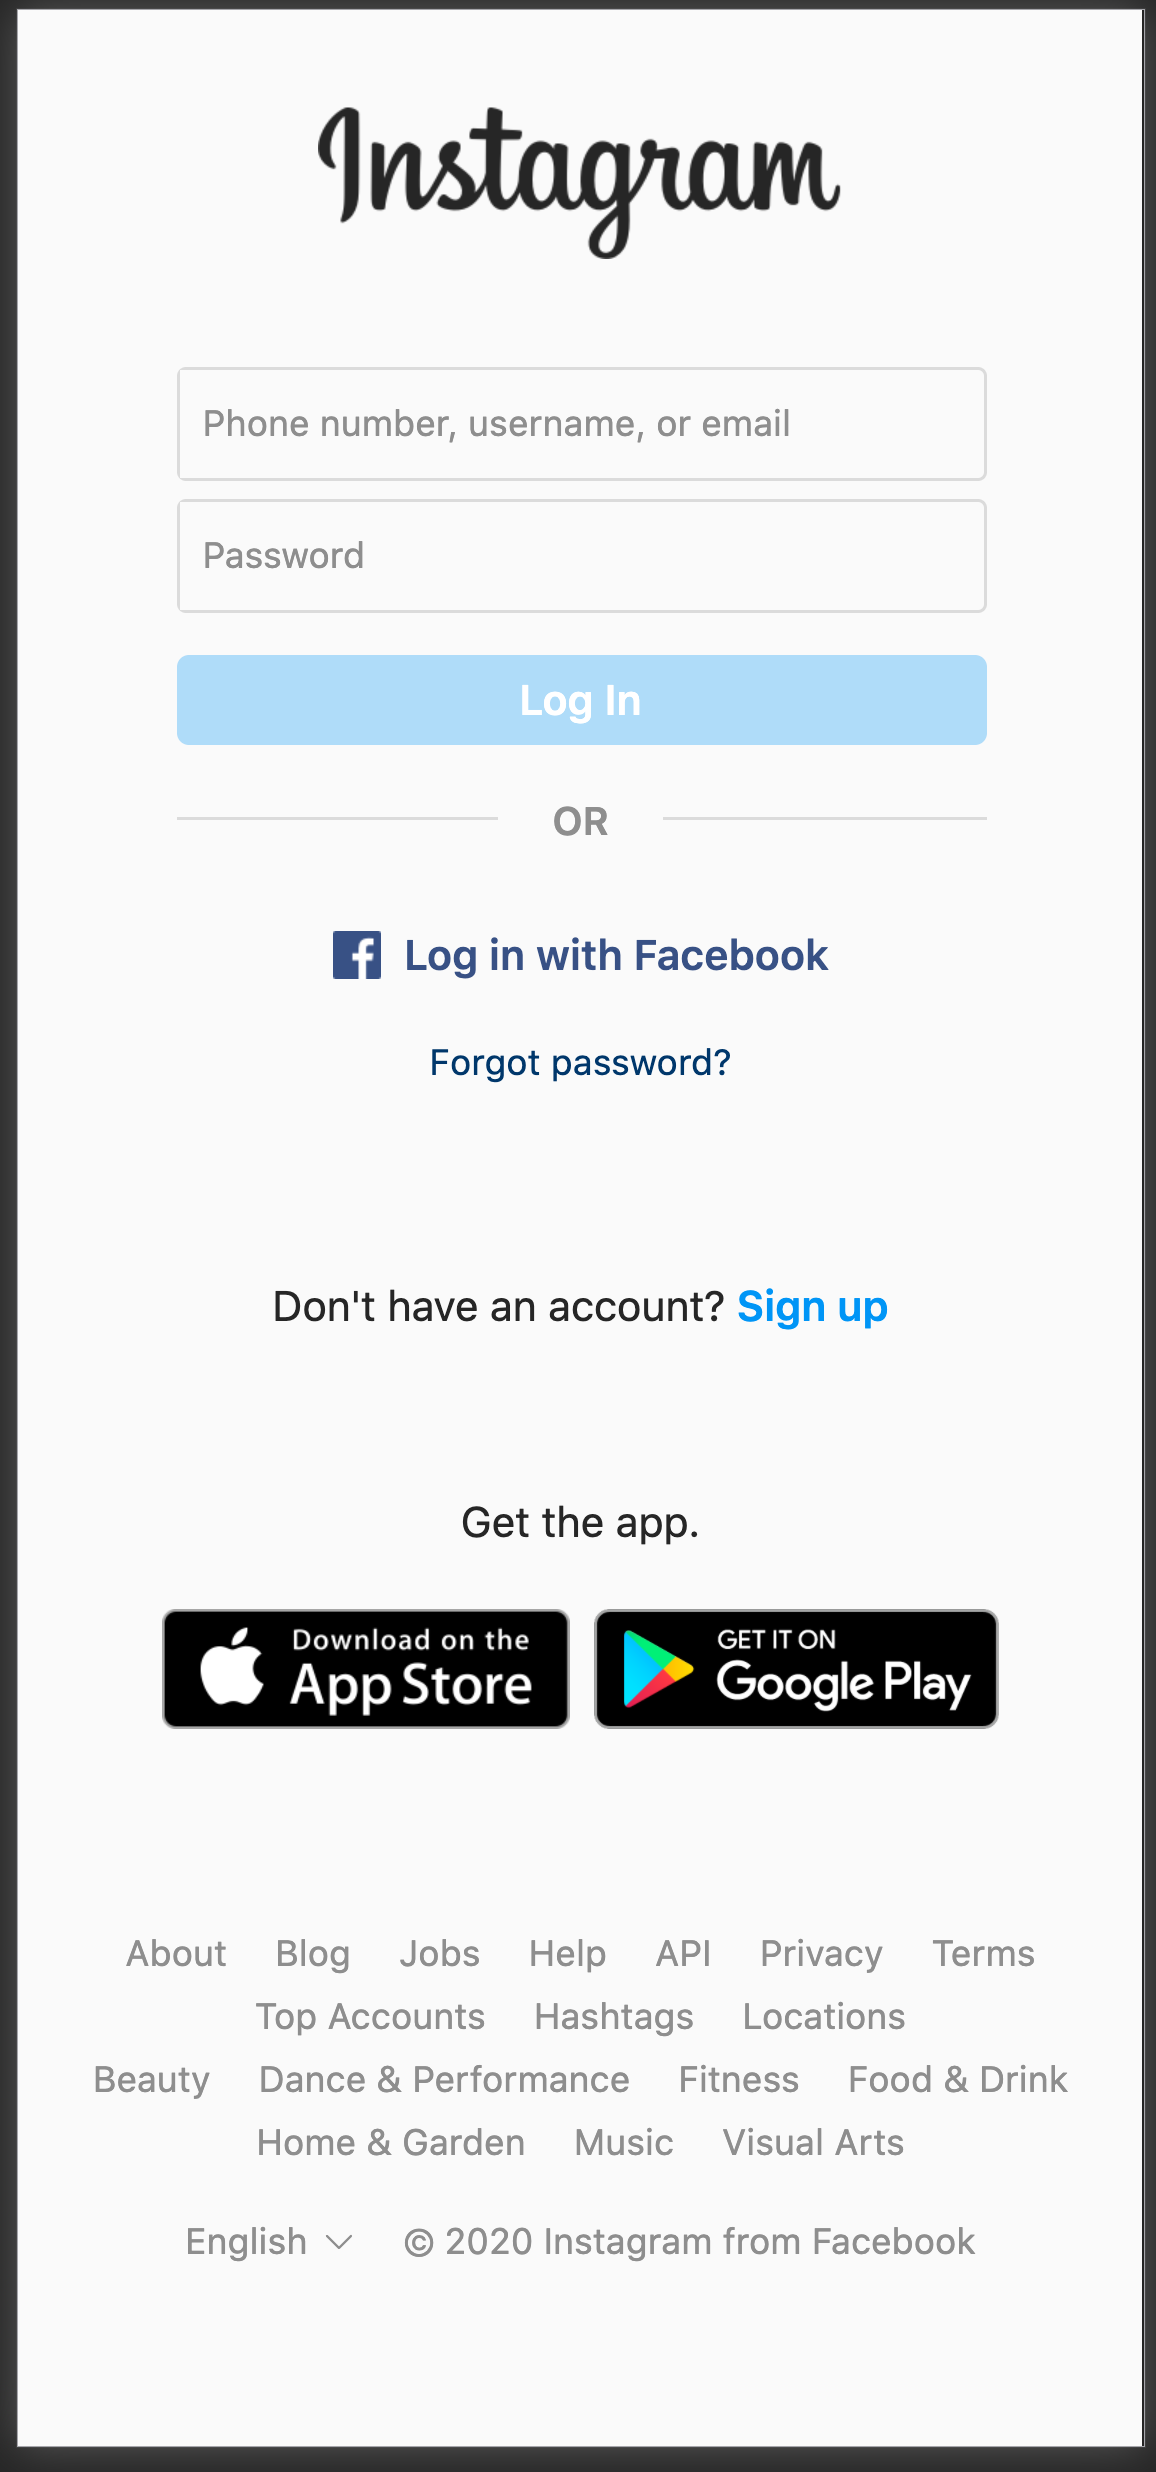 Instagram
Phone number, username, or email
Password
Log In
OR
Log in with Facebook
Forgot password?
Don't have an account? Sign up
Get the app.
Download on the
App Store
GET IT ON
Google Play
About Blog Jobs Help API Privacy Terms
Top Accounts Hashtags Locations
Beauty Dance & Performance Fitness Food & Drink
Home & Garden Music Visual Arts
English © 2020 Instagram from Facebook